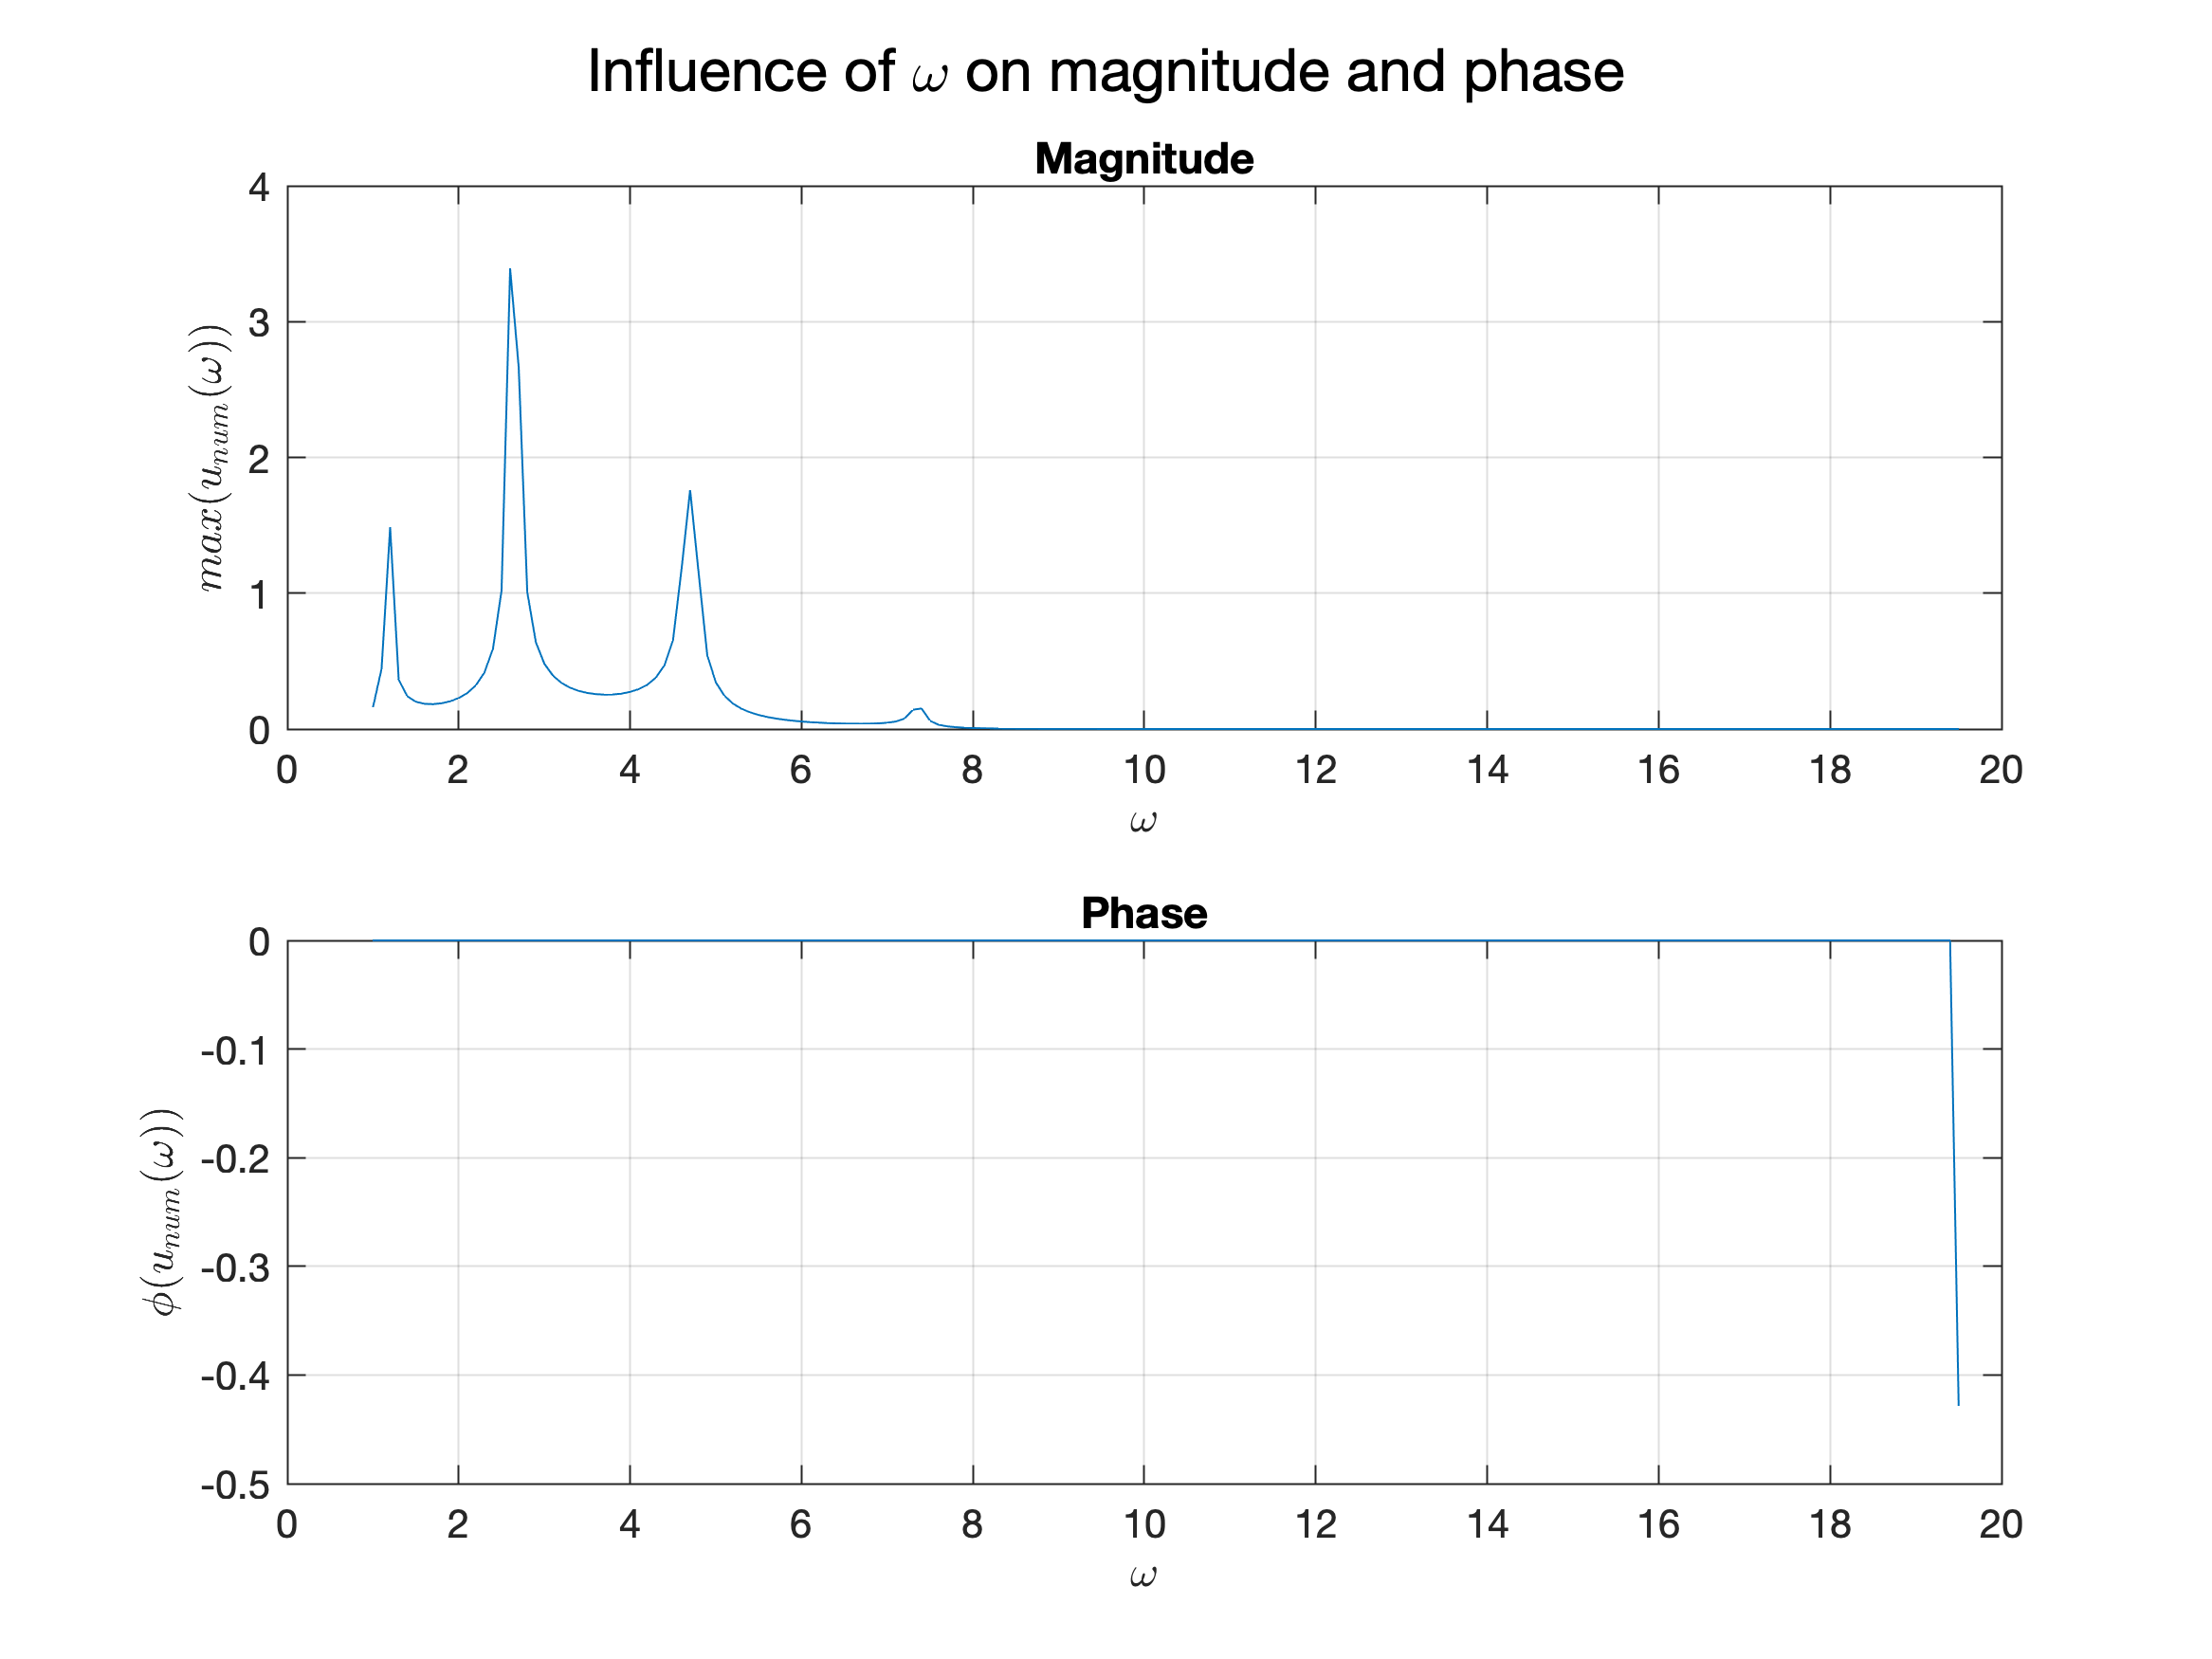 Influence of ω on magnitude and phase
Magnitude
max(u_num(ω))
4
3
2
1
0
0 2 4 6 8 10 12 14 16 18 20
ω
Phase
ϕ(u_num(ω))
0
-0.1
-0.2
-0.3
-0.4
-0.5
0 2 4 6 8 10 12 14 16 18 20
ω